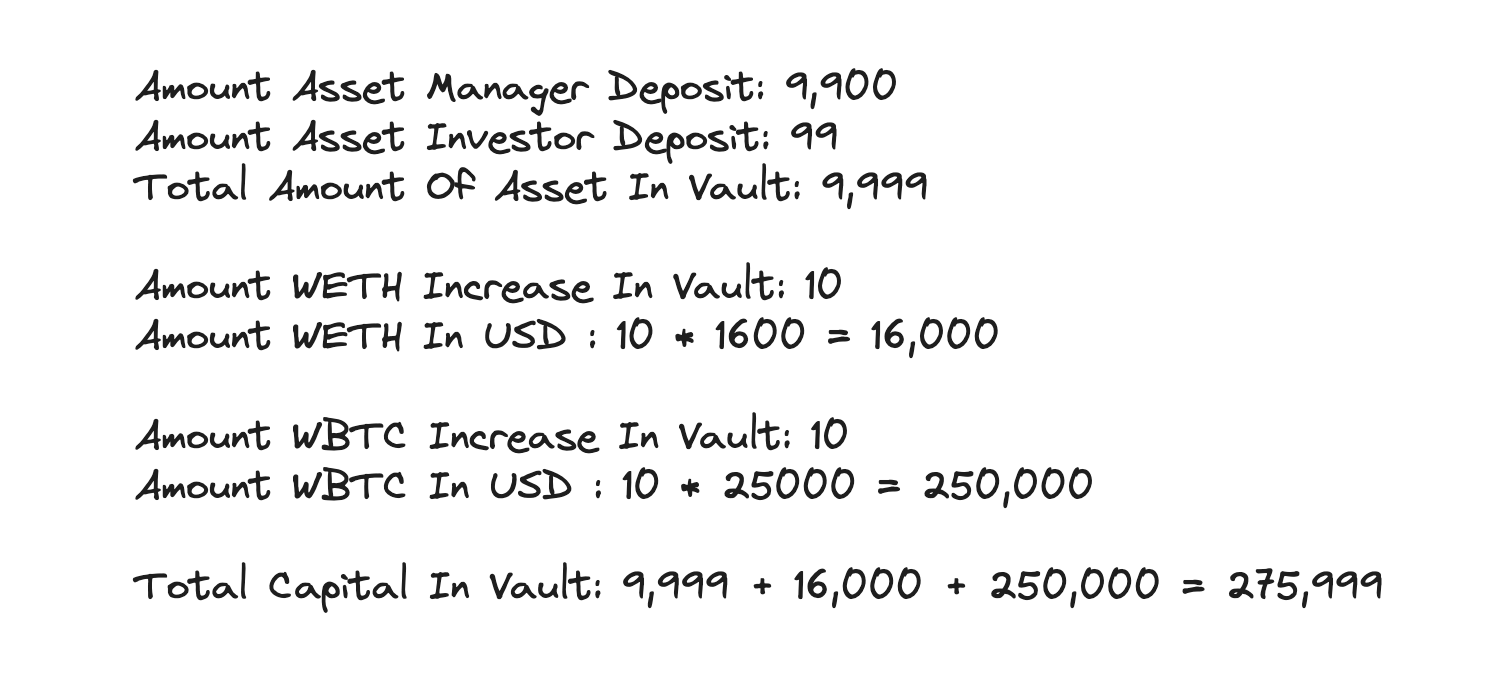 Amount Asset Manager Deposit: 9,900
Amount Asset Investor Deposit: 99
Total Amount Of Asset In Vault: 9,999
Amount WETH Increase In Vault: 10
Amount WETH In USD : 10 * 1600 = 16,000
Amount WBTC Increase In Vault: 10
Amount WBTC In USD : 10 * 25000 = 250,000
Total Capital In Vault: 9,999 + 16,000 + 250,000 = 275,999